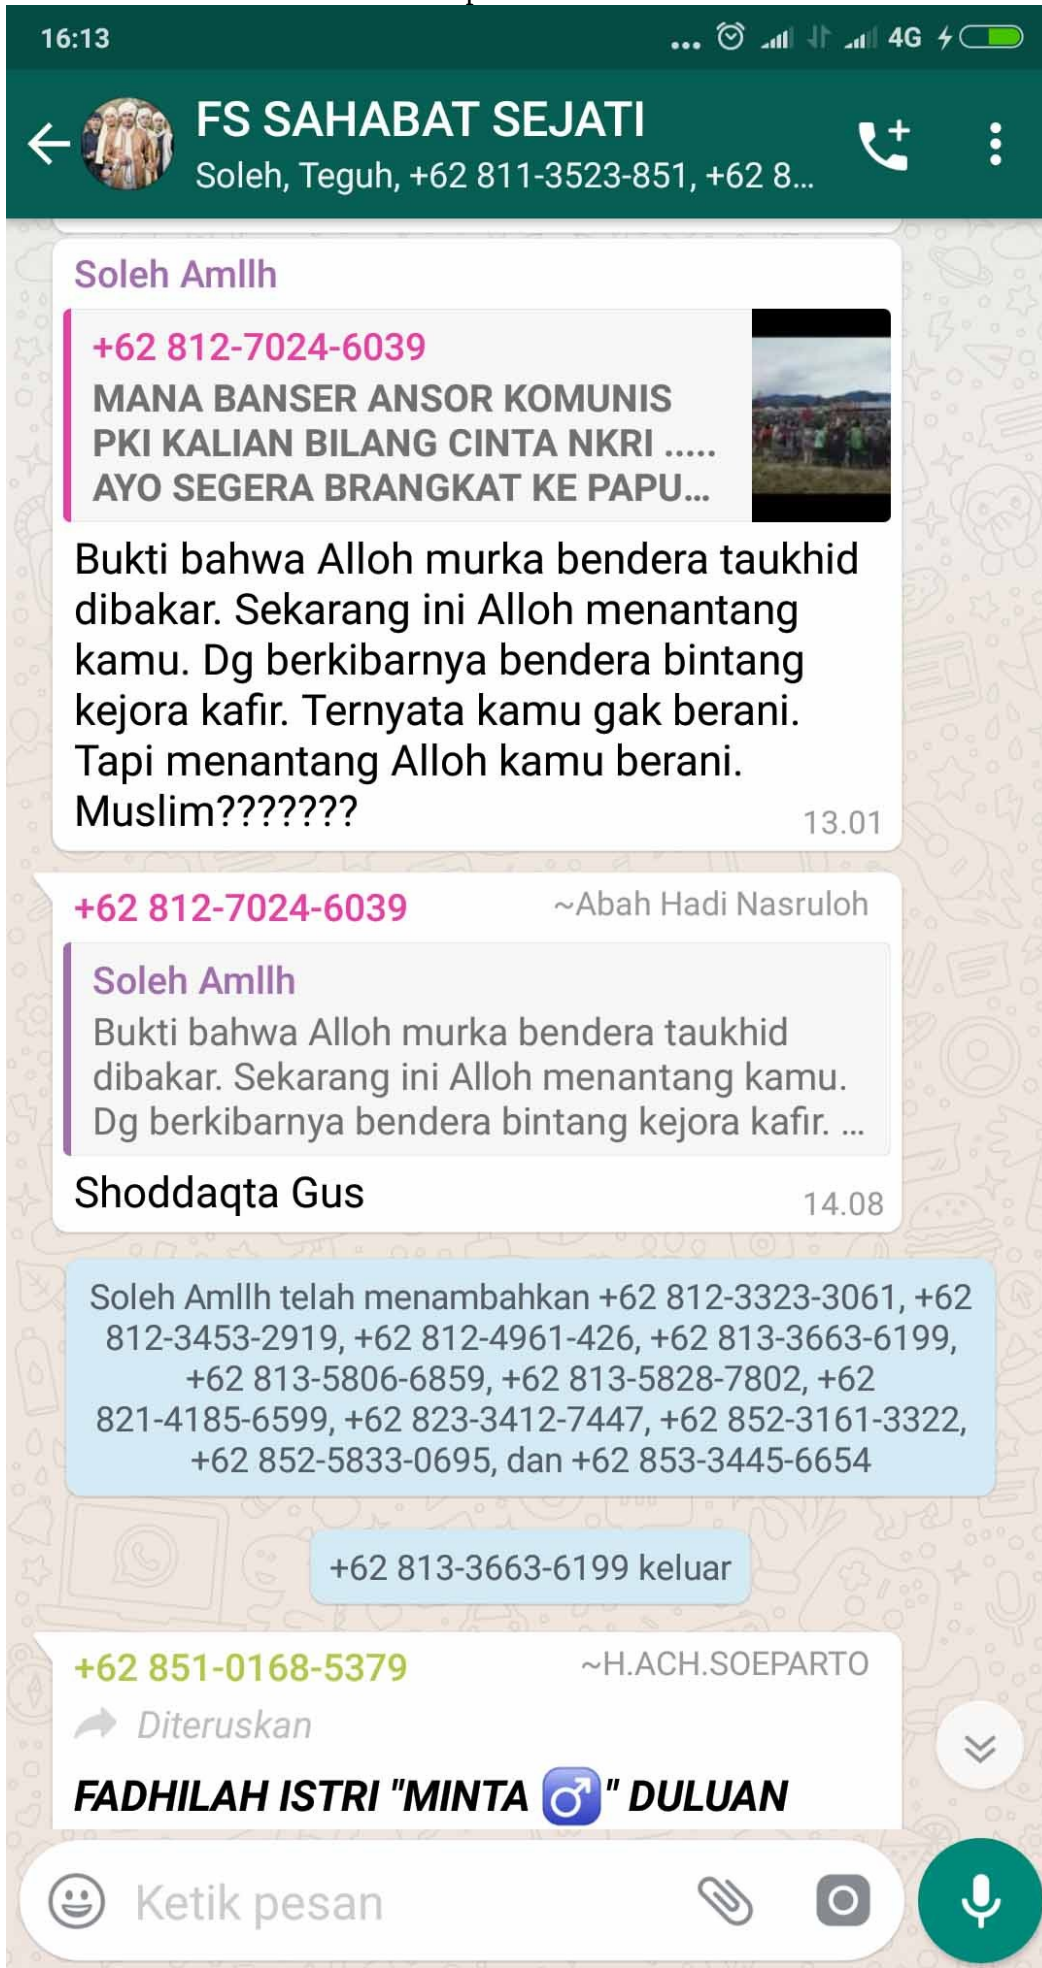 16:13
4G
FS SAHABAT SEJATI
Soleh, Teguh, +62 811-3523-851, +62 8...
Soleh Amllh
+62 812-7024-6039
MANA BANSER ANSOR KOMUNIS
PKI KALIAN BILANG CINTA NKRI .....
AYO SEGERA BRANGKAT KE PAPU...
Bukti bahwa Alloh murka bendera taukhid
dibakar. Sekarang ini Alloh menantang
kamu. Dg berkibarnya bendera bintang
kejora kafir. Ternyata kamu gak berani.
Tapi menantang Alloh kamu berani.
Muslim???????
13.01
+62 812-7024-6039 ~Abah Hadi Nasruloh
Soleh Amllh
Bukti bahwa Alloh murka bendera taukhid
dibakar. Sekarang ini Alloh menantang kamu.
Dg berkibarnya bendera bintang kejora kafir. ...
Shoddaqta Gus
14.08
Soleh Amllh telah menambahkan +62 812-3323-3061, +62
812-3453-2919, +62 812-4961-426, +62 813-3663-6199,
+62 813-5806-6859, +62 813-5828-7802, +62
821-4185-6599, +62 823-3412-7447, +62 852-3161-3322,
+62 852-5833-0695, dan +62 853-3445-6654
+62 813-3663-6199 keluar
+62 851-0168-5379 ~H.ACH.SOEPARTO
Diteruskan
FADHILAH ISTRI "MINTA ♂" DULUAN
Ketik pesan